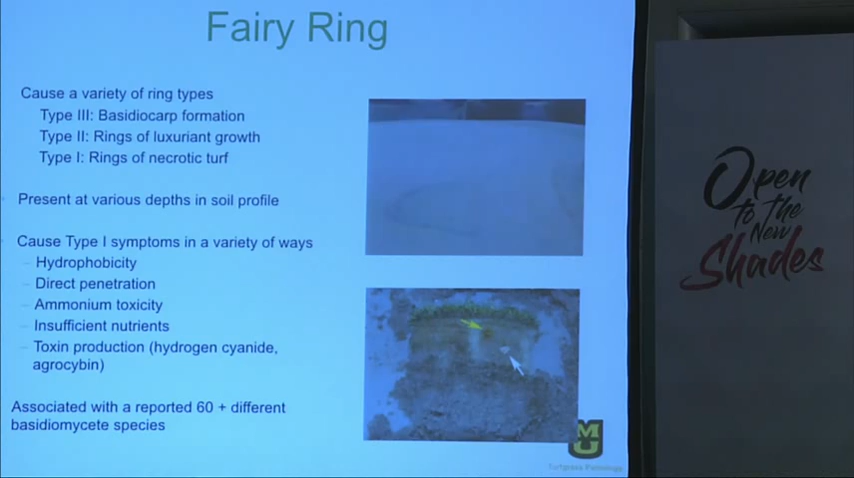 Fairy Ring
Cause a variety of ring types
Type III: Basidiocarp formation
Type II: Rings of luxuriant growth
Type I: Rings of necrotic turf
Present at various depths in soil profile
Cause Type I symptoms in a variety of ways
– Hydrophobicity
– Direct penetration
– Ammonium toxicity
– Insufficient nutrients
– Toxin production (hydrogen cyanide,
agrocybin)
Associated with a reported 60 + different
basidiomycete species
MU
Turfgrass Pathology
Open
to the
New
Shades